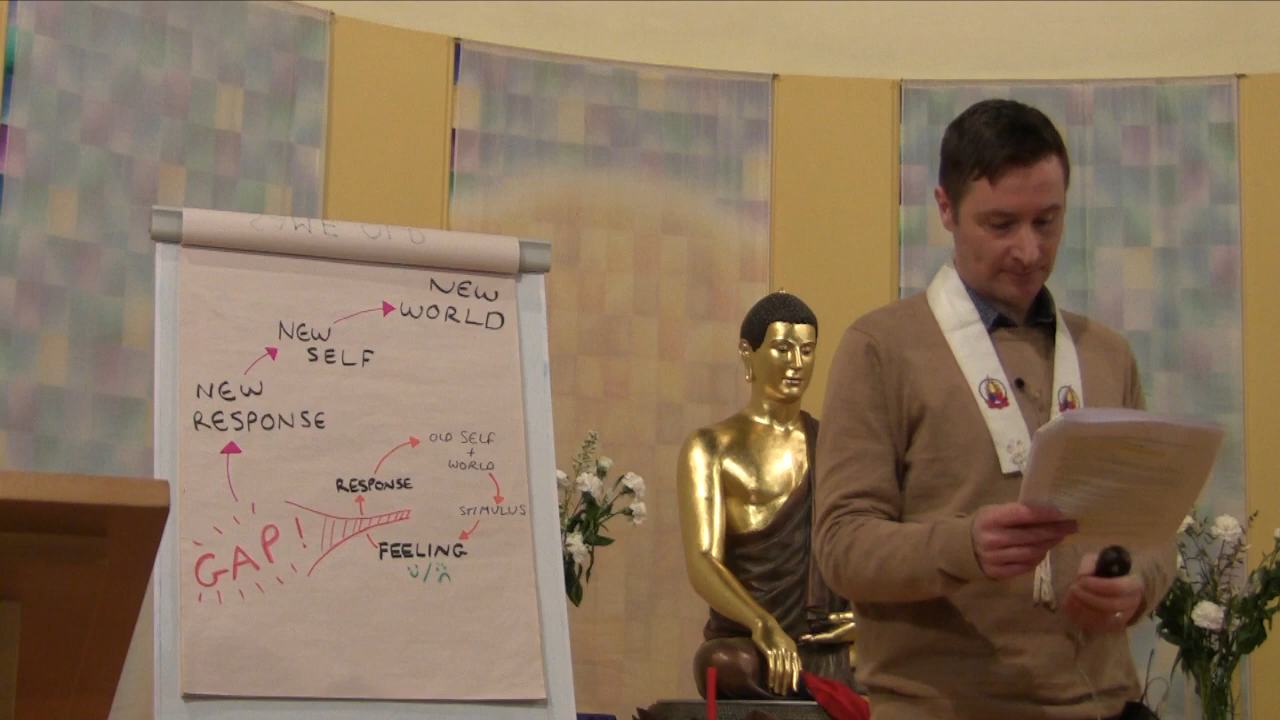 NEW
WORLD
NEW
SELF
NEW
RESPONSE
OLD SELF
+
WORLD
RESPONSE
STIMULUS
GAP!
FEELING